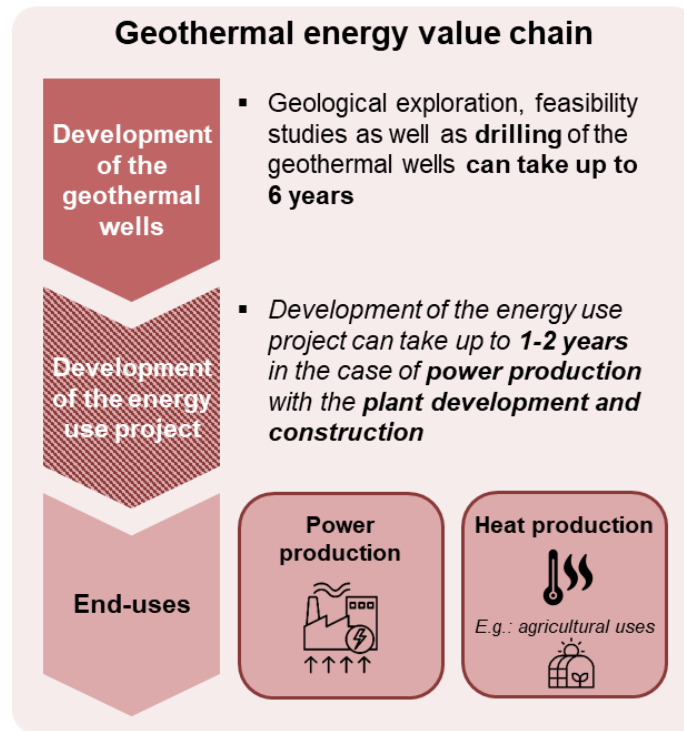 Geothermal energy value chain
Development
of the
geothermal
wells
▪ Geological exploration, feasibility
studies as well as drilling of the
geothermal wells can take up to
6 years
Development
of the energy
use project
▪ Development of the energy use
project can take up to 1-2 years
in the case of power production
with the plant development and
construction
End-uses
Power
production
Heat production
E.g.: agricultural uses